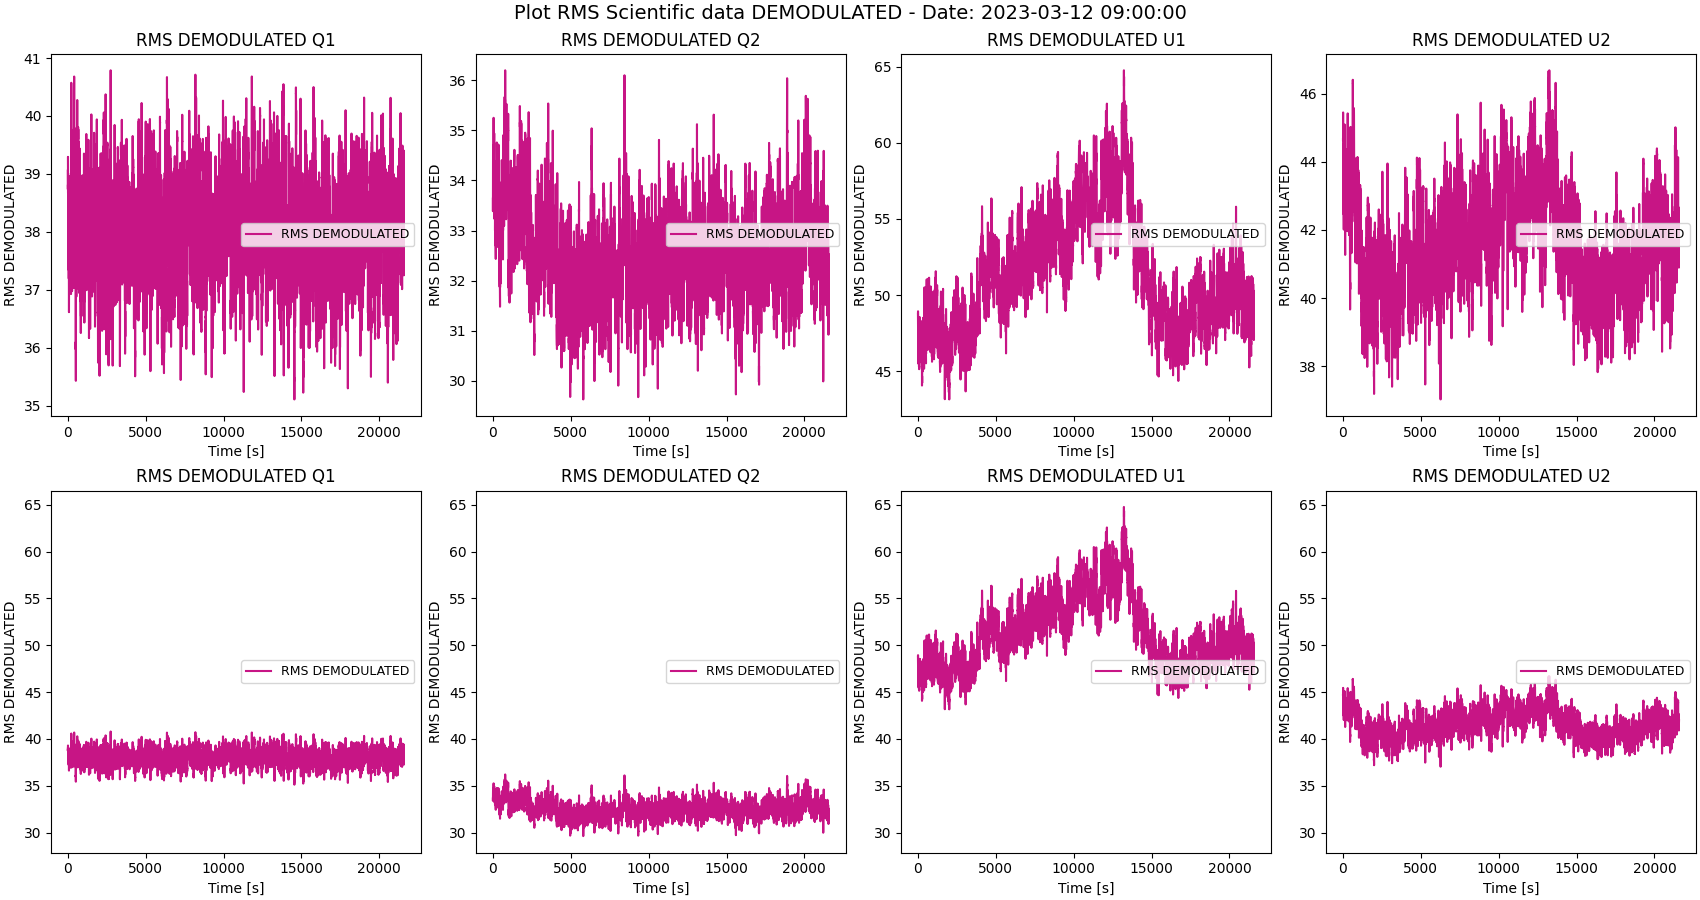 Plot RMS Scientific data DEMODULATED - Date: 2023-03-12 09:00:00
RMS DEMODULATED Q1
RMS DEMODULATED
41
40
39
38
37
36
35
RMS DEMODULATED
0 5000 10000 15000 20000
Time [s]
RMS DEMODULATED Q2
RMS DEMODULATED
36
35
34
33
32
31
30
RMS DEMODULATED
0 5000 10000 15000 20000
Time [s]
RMS DEMODULATED U1
RMS DEMODULATED
65
60
55
50
45
RMS DEMODULATED
0 5000 10000 15000 20000
Time [s]
RMS DEMODULATED U2
RMS DEMODULATED
46
44
42
40
38
RMS DEMODULATED
0 5000 10000 15000 20000
Time [s]
RMS DEMODULATED Q1
RMS DEMODULATED
65
60
55
50
45
40
35
30
RMS DEMODULATED
0 5000 10000 15000 20000
Time [s]
RMS DEMODULATED Q2
RMS DEMODULATED
65
60
55
50
45
40
35
30
RMS DEMODULATED
0 5000 10000 15000 20000
Time [s]
RMS DEMODULATED U1
RMS DEMODULATED
65
60
55
50
45
40
35
30
RMS DEMODULATED
0 5000 10000 15000 20000
Time [s]
RMS DEMODULATED U2
RMS DEMODULATED
65
60
55
50
45
40
35
30
RMS DEMODULATED
0 5000 10000 15000 20000
Time [s]